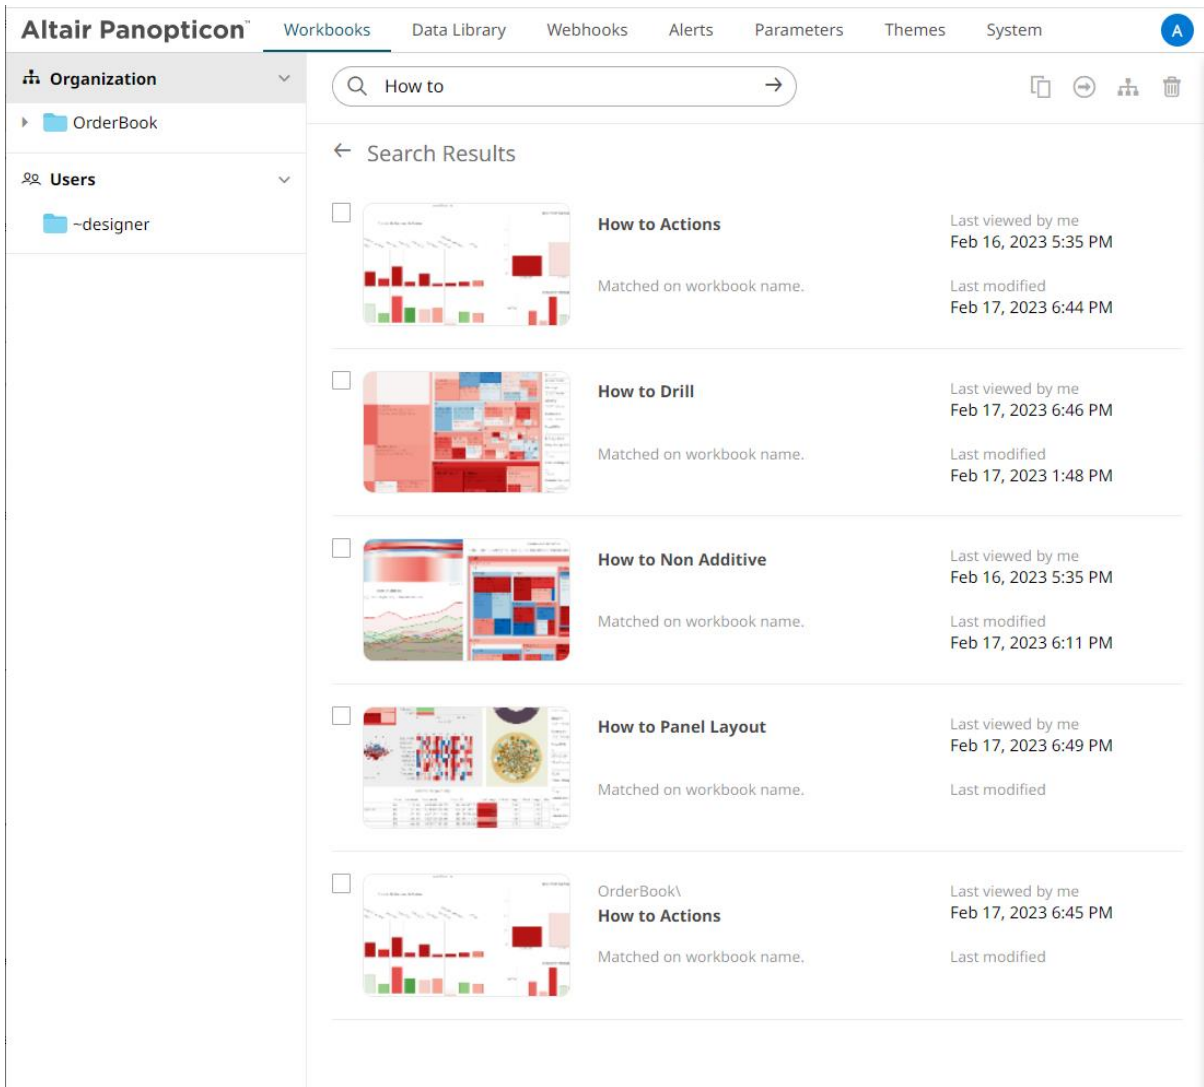 Altair Panopticon™ Workbooks Data Library Webhooks Alerts Parameters Themes System A
Organization
OrderBook
Users
~designer
How to
Search Results
How to Actions
Matched on workbook name.
Last viewed by me
Feb 16, 2023 5:35 PM
Last modified
Feb 17, 2023 6:44 PM
How to Drill
Matched on workbook name.
Last viewed by me
Feb 17, 2023 6:46 PM
Last modified
Feb 17, 2023 1:48 PM
How to Non Additive
Matched on workbook name.
Last viewed by me
Feb 16, 2023 5:35 PM
Last modified
Feb 17, 2023 6:11 PM
How to Panel Layout
Matched on workbook name.
Last viewed by me
Feb 17, 2023 6:49 PM
Last modified
OrderBook\
How to Actions
Matched on workbook name.
Last viewed by me
Feb 17, 2023 6:45 PM
Last modified